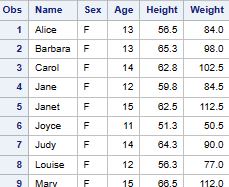 Obs Name Sex Age Height Weight
1 Alice F 13 56.5 84.0
2 Barbara F 13 65.3 98.0
3 Carol F 14 62.8 102.5
4 Jane F 12 59.8 84.5
5 Janet F 15 62.5 112.5
6 Joyce F 11 51.3 50.5
7 Judy F 14 64.3 90.0
8 Louise F 12 56.3 77.0
9 Mary F 15 66.5 112.0